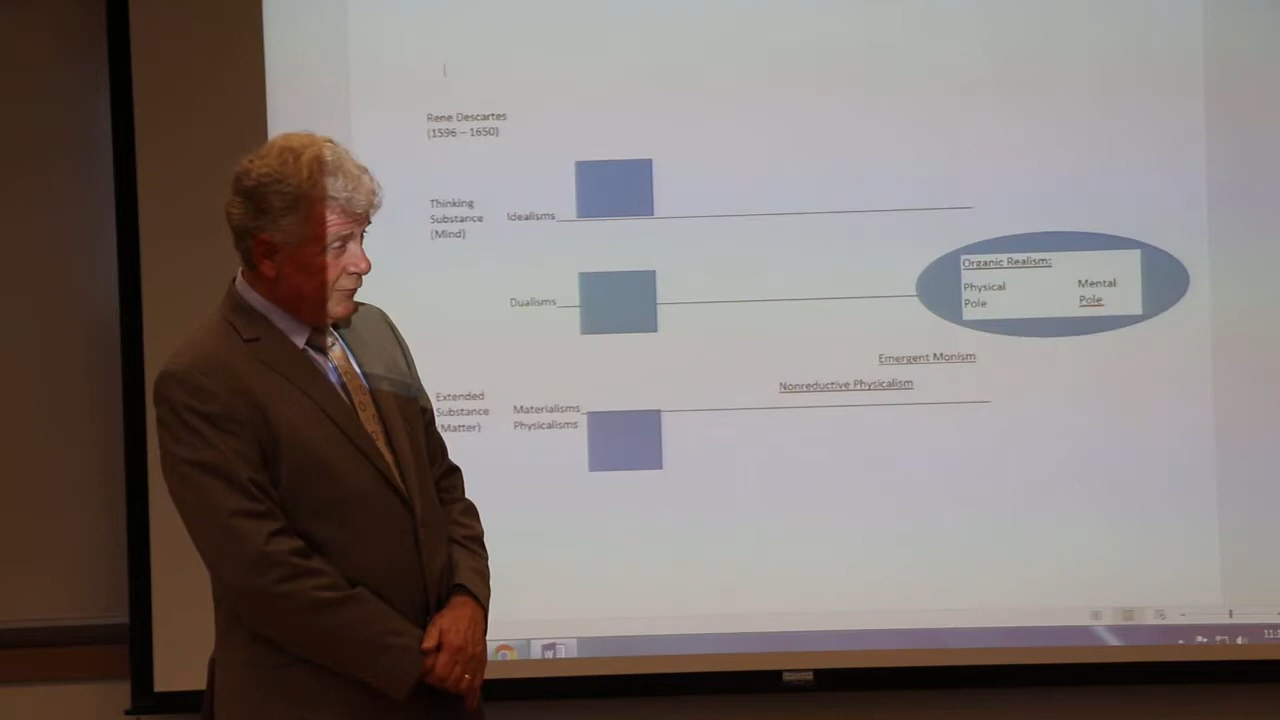 Rene Descartes
(1596 – 1650)
Thinking
Substance
(Mind)
Idealisms
Dualisms
Organic Realism:
Physical
Pole
Mental
Pole
Emergent Monism
Nonreductive Physicalism
Extended
Substance
(Matter)
Materialisms
Physicalisms